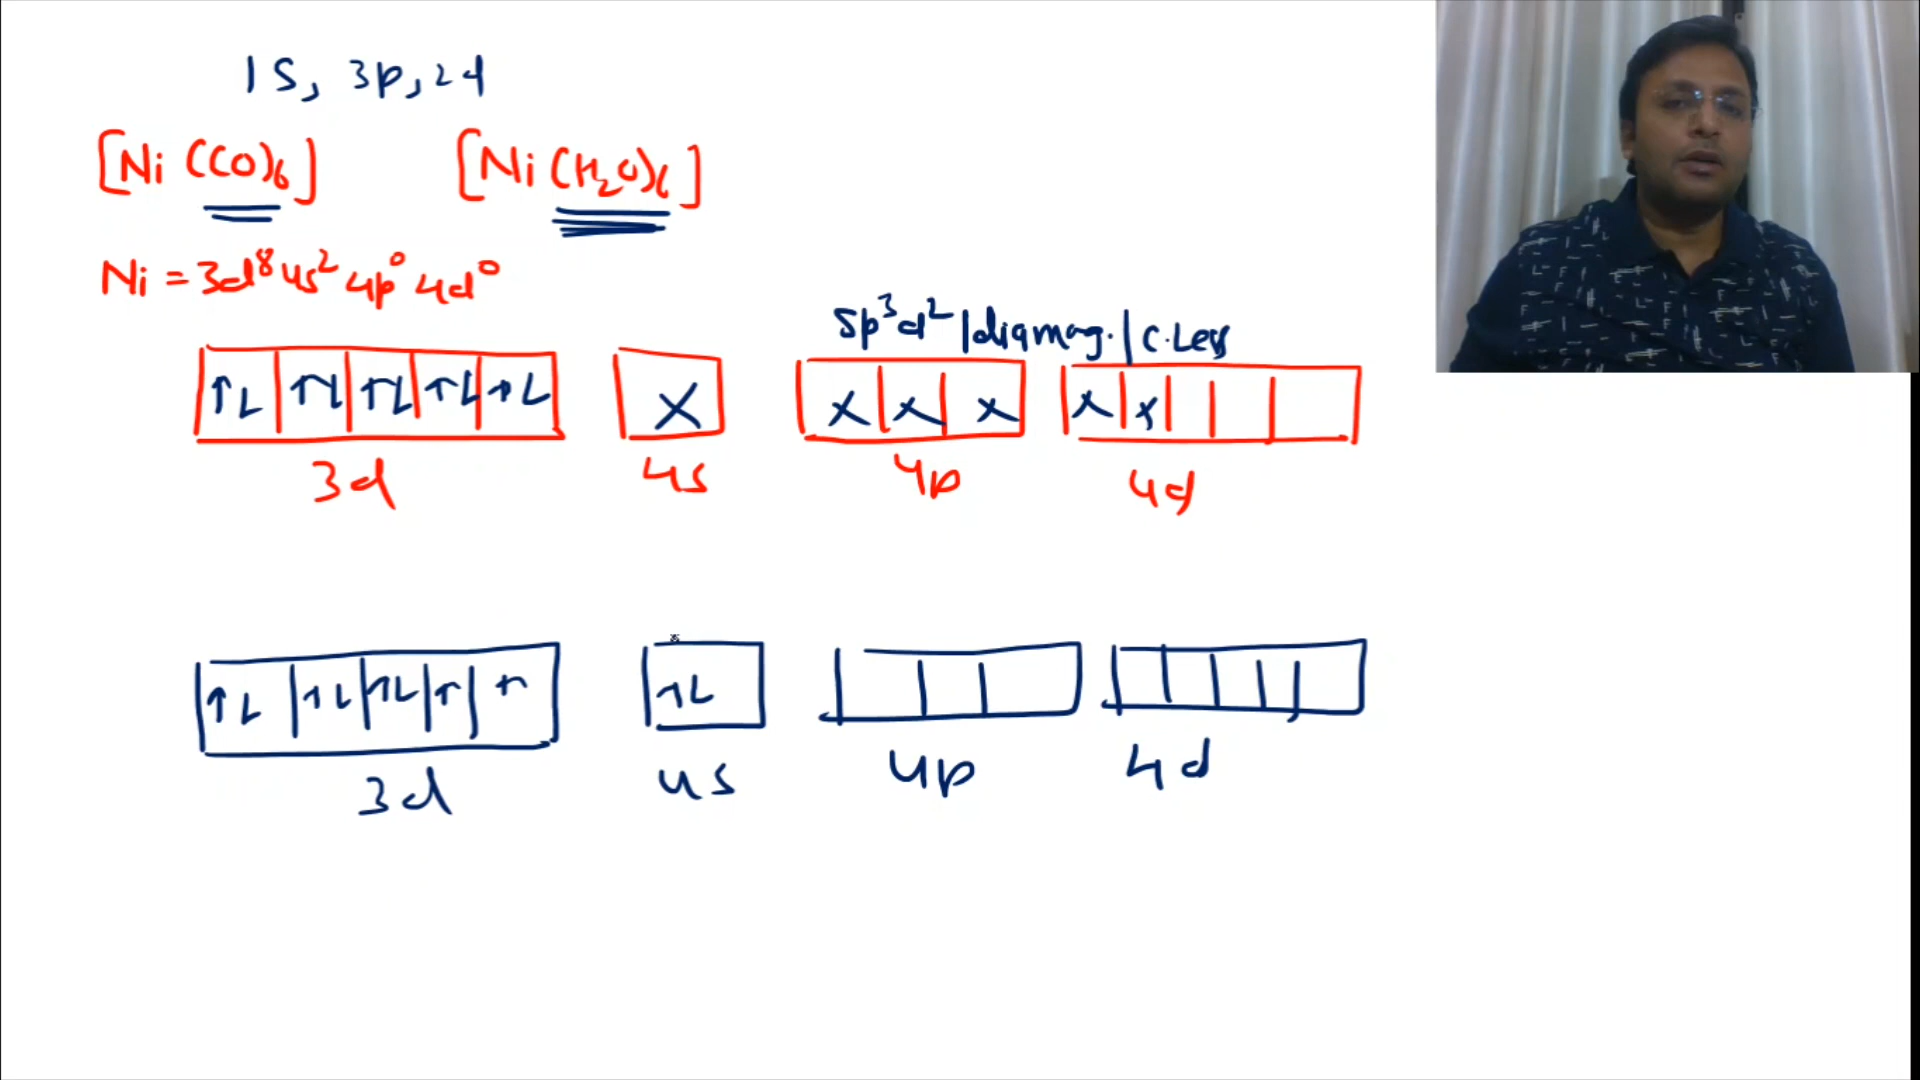 1s, 3p, 2d
[Ni (CO)6] [Ni (H2O)6]
Ni = 3d⁸ 4s² 4p⁰ 4d⁰
sp³d² | diamag. | c.Less
↑L ↑L ↑L ↑L ↑L X X X X X X
3d 4s 4p 4d
↑L ↑L ↑L ↑ ↑ ↑L
3d 4s 4p 4d